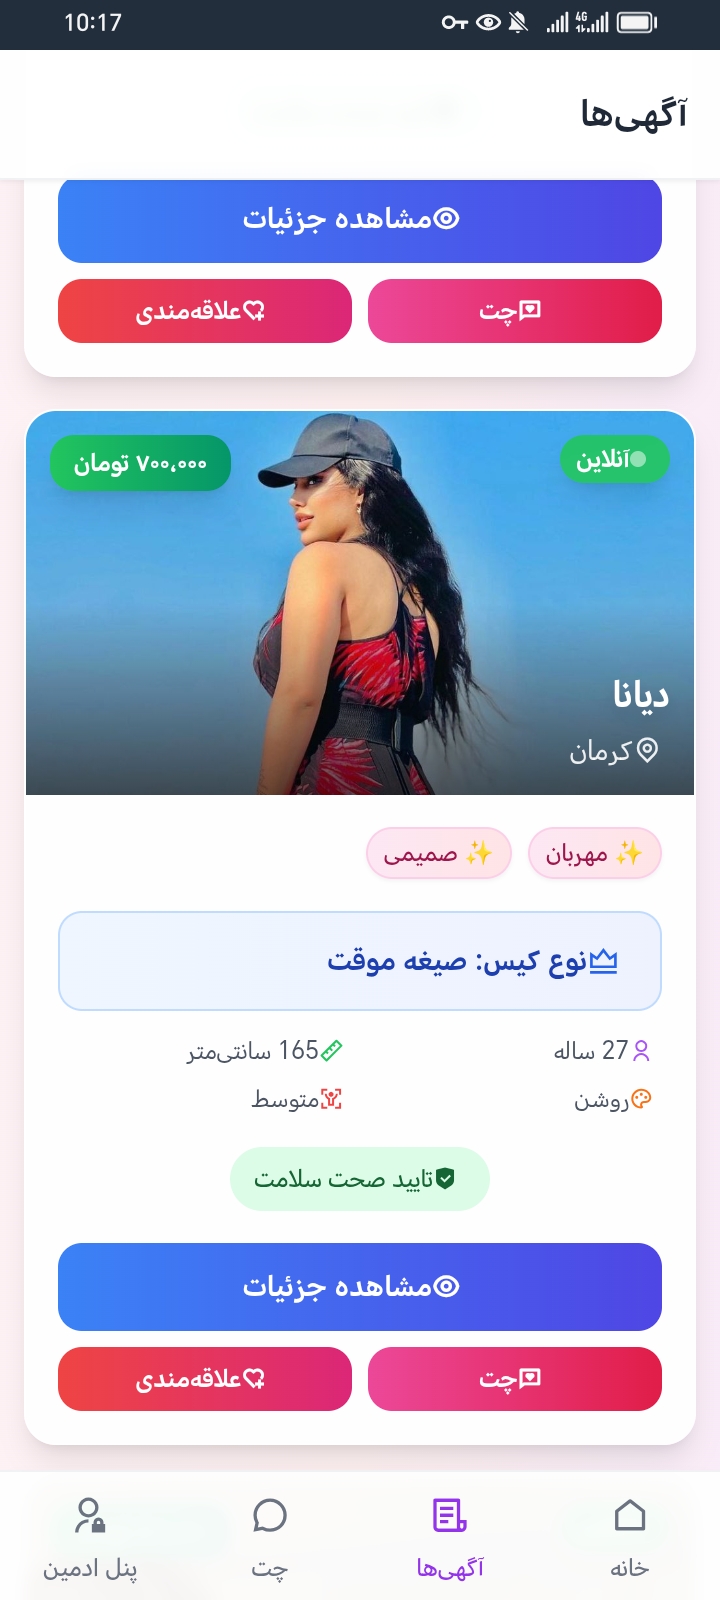 10:17
4G
آگهی‌ها
مشاهده جزئیات
چت
علاقه‌مندی
آنلاین
۷۰۰,۰۰۰ تومان
دیانا
کرمان
✨ مهربان
✨ صمیمی
نوع کیس: صیغه موقت
27 ساله
165 سانتی‌متر
روشن
متوسط
تایید صحت سلامت
مشاهده جزئیات
چت
علاقه‌مندی
خانه
آگهی‌ها
چت
پنل ادمین